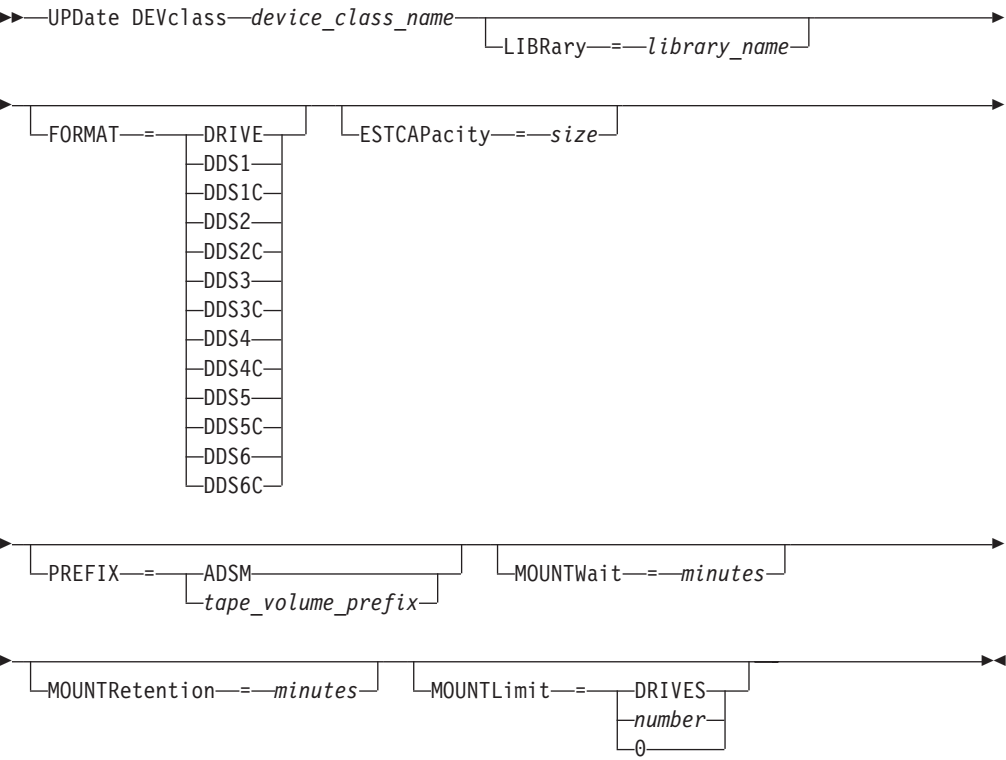 UPDate DEVclass device_class_name
LIBRary = library_name
FORMAT = DRIVE ESTCAPacity = size
DDS1
DDS1C
DDS2
DDS2C
DDS3
DDS3C
DDS4
DDS4C
DDS5
DDS5C
DDS6
DDS6C
PREFIX = ADSM MOUNTWait = minutes
tape_volume_prefix
MOUNTRetention = minutes MOUNTLimit = DRIVES
number
0